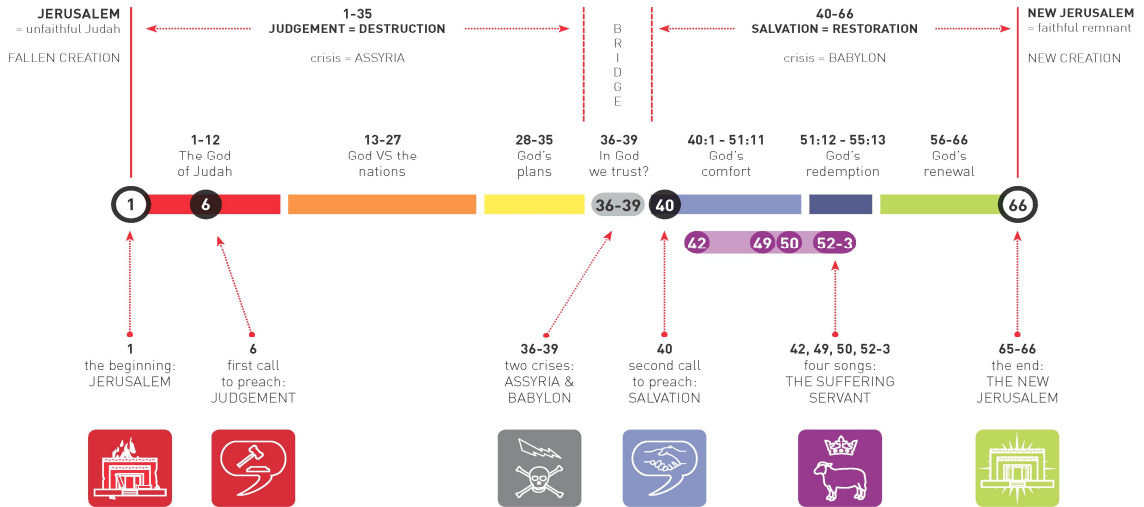 JERUSALEM
= unfaithful Judah
FALLEN CREATION
1-35
JUDGEMENT = DESTRUCTION
crisis = ASSYRIA
BRIDGE
40-66
SALVATION = RESTORATION
crisis = BABYLON
NEW JERUSALEM
= faithful remnant
NEW CREATION
1-12
The God
of Judah
13-27
God VS the
nations
28-35
God's
plans
36-39
In God
we trust?
40:1 - 51:11
God's
comfort
51:12 - 55:13
God's
redemption
56-66
God's
renewal
1
6
36-39
40
66
42
49
50
52-3
1
the beginning:
JERUSALEM
6
first call
to preach:
JUDGEMENT
36-39
two crises:
ASSYRIA &
BABYLON
40
second call
to preach:
SALVATION
42, 49, 50, 52-3
four songs:
THE SUFFERING
SERVANT
65-66
the end:
THE NEW
JERUSALEM